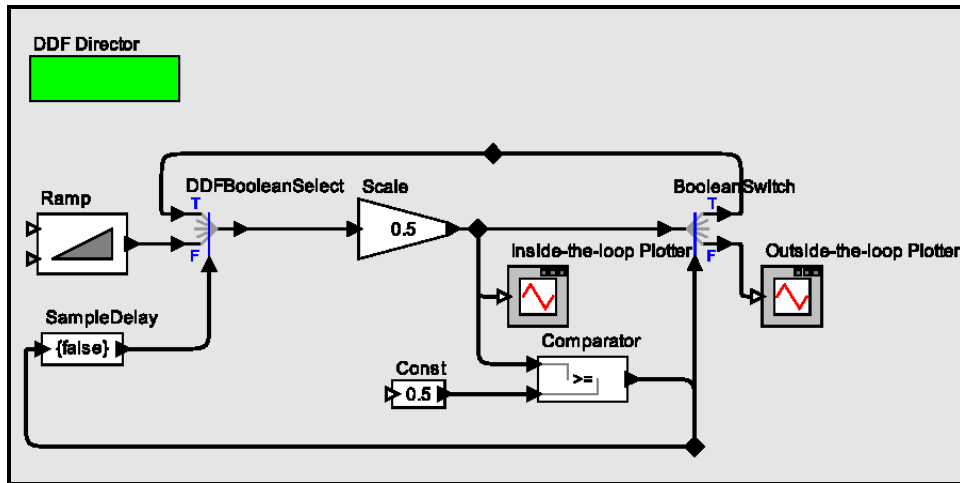 DDF Director
DDFBooleanSelect
Scale
BooleanSwitch
Ramp
T
T
0.5
F
F
Inside-the-loop Plotter
Outside-the-loop Plotter
SampleDelay
{false}
Comparator
Const
>=
0.5